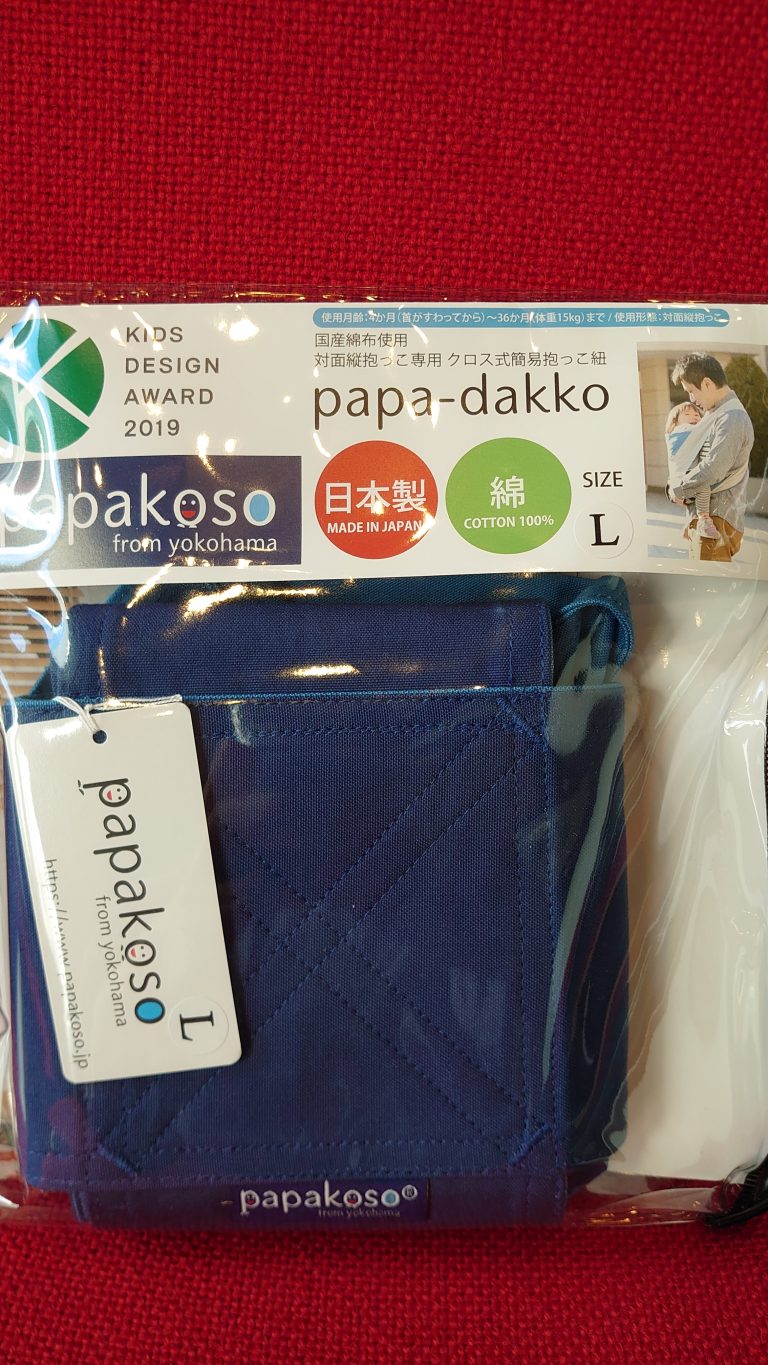 使用月齢:4か月(首がすわってから)～36か月(体重15kg)まで / 使用形態:対面縦抱っこ
国産綿布使用
対面縦抱っこ専用 クロス式簡易抱っこ紐
papa-dakko
KIDS
DESIGN
AWARD
2019
papakoso
from yokohama
日本製
MADE IN JAPAN
綿
COTTON 100%
SIZE
L
papakoso
from yokohama
https://www.papakoso.jp
L
papakoso®
from yokohama